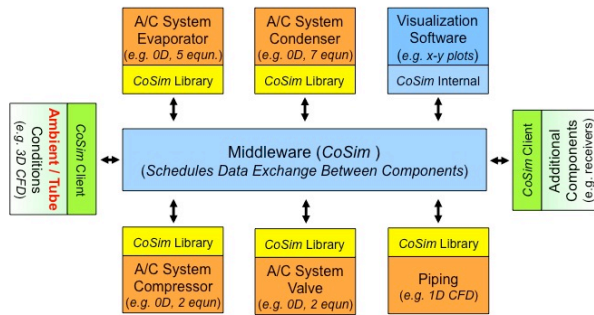 A/C System
Evaporator
(e.g. 0D, 5 equn.)
CoSim Library
A/C System
Condenser
(e.g. 0D, 7 equn)
CoSim Library
Visualization
Software
(e.g. x-y plots)
CoSim Internal
Ambient / Tube
Conditions
(e.g. 3D CFD)
CoSim Client
Middleware (CoSim )
(Schedules Data Exchange Between Components)
CoSim Client
Additional
Components
(e.g. receivers)
CoSim Library
A/C System
Compressor
(e.g. 0D, 2 equn)
CoSim Library
A/C System
Valve
(e.g. 0D, 2 equn)
CoSim Library
Piping
(e.g. 1D CFD)